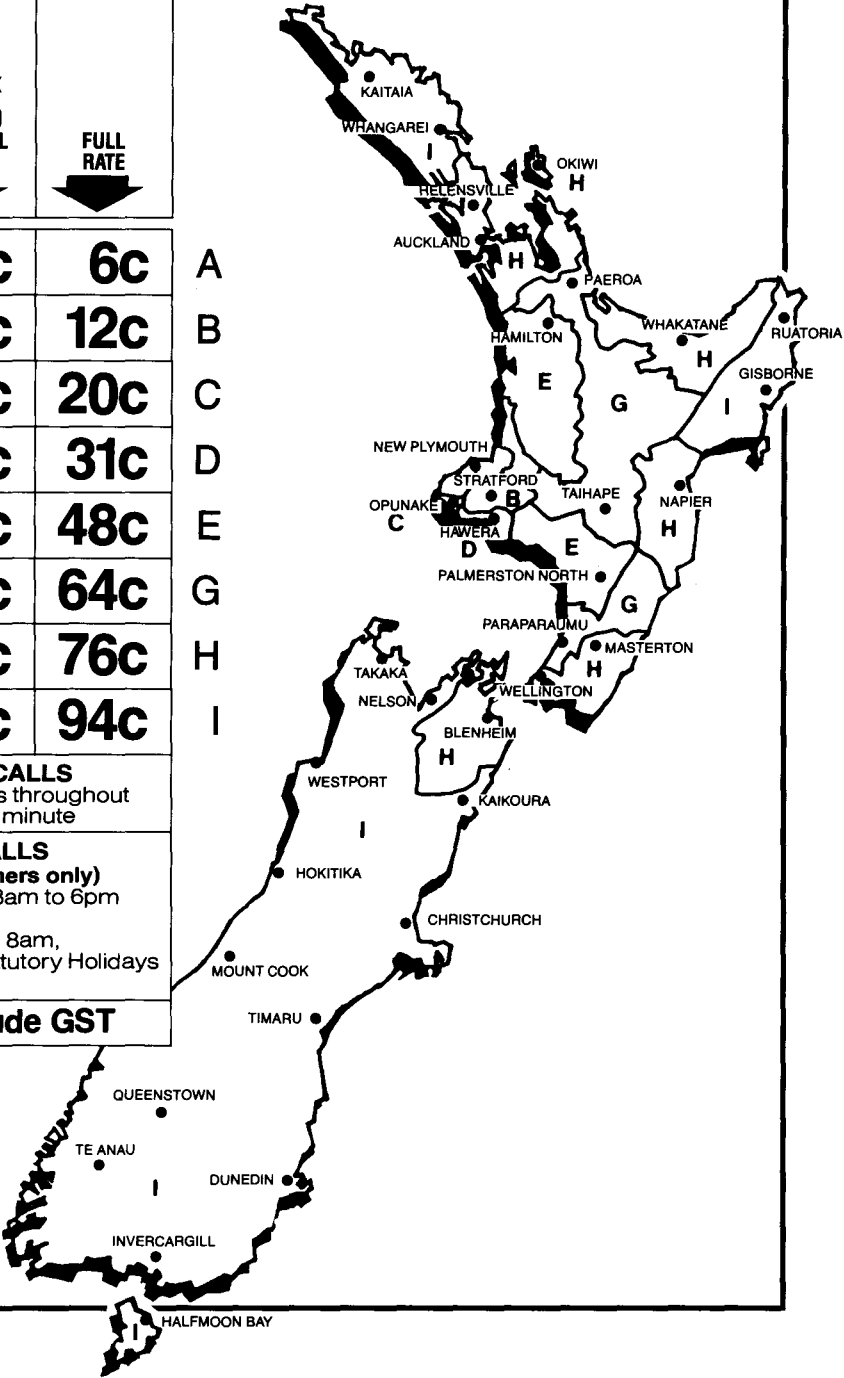 FULL
RATE
6c A
12c B
20c C
31c D
48c E
64c G
76c H
94c I
CALLS
throughout
minute
ners only)
8am to 6pm
8am,
tutory Holidays
de GST
KAITAIA
WHANGAREI
I
OKIWI
H
HELENSVILLE
AUCKLAND
H
PAEROA
WHAKATANE
RUATORIA
HAMILTON
H
GISBORNE
E
G
I
NEW PLYMOUTH
STRATFORD
B
TAIHAPE
NAPIER
OPUNAKE
C
HAWERA
D
E
H
PALMERSTON NORTH
G
PARAPARAUMU
MASTERTON
H
TAKAKA
NELSON
WELLINGTON
BLENHEIM
H
WESTPORT
KAIKOURA
I
HOKITIKA
CHRISTCHURCH
MOUNT COOK
TIMARU
QUEENSTOWN
TE ANAU
I
DUNEDIN
INVERCARGILL
HALFMOON BAY
I